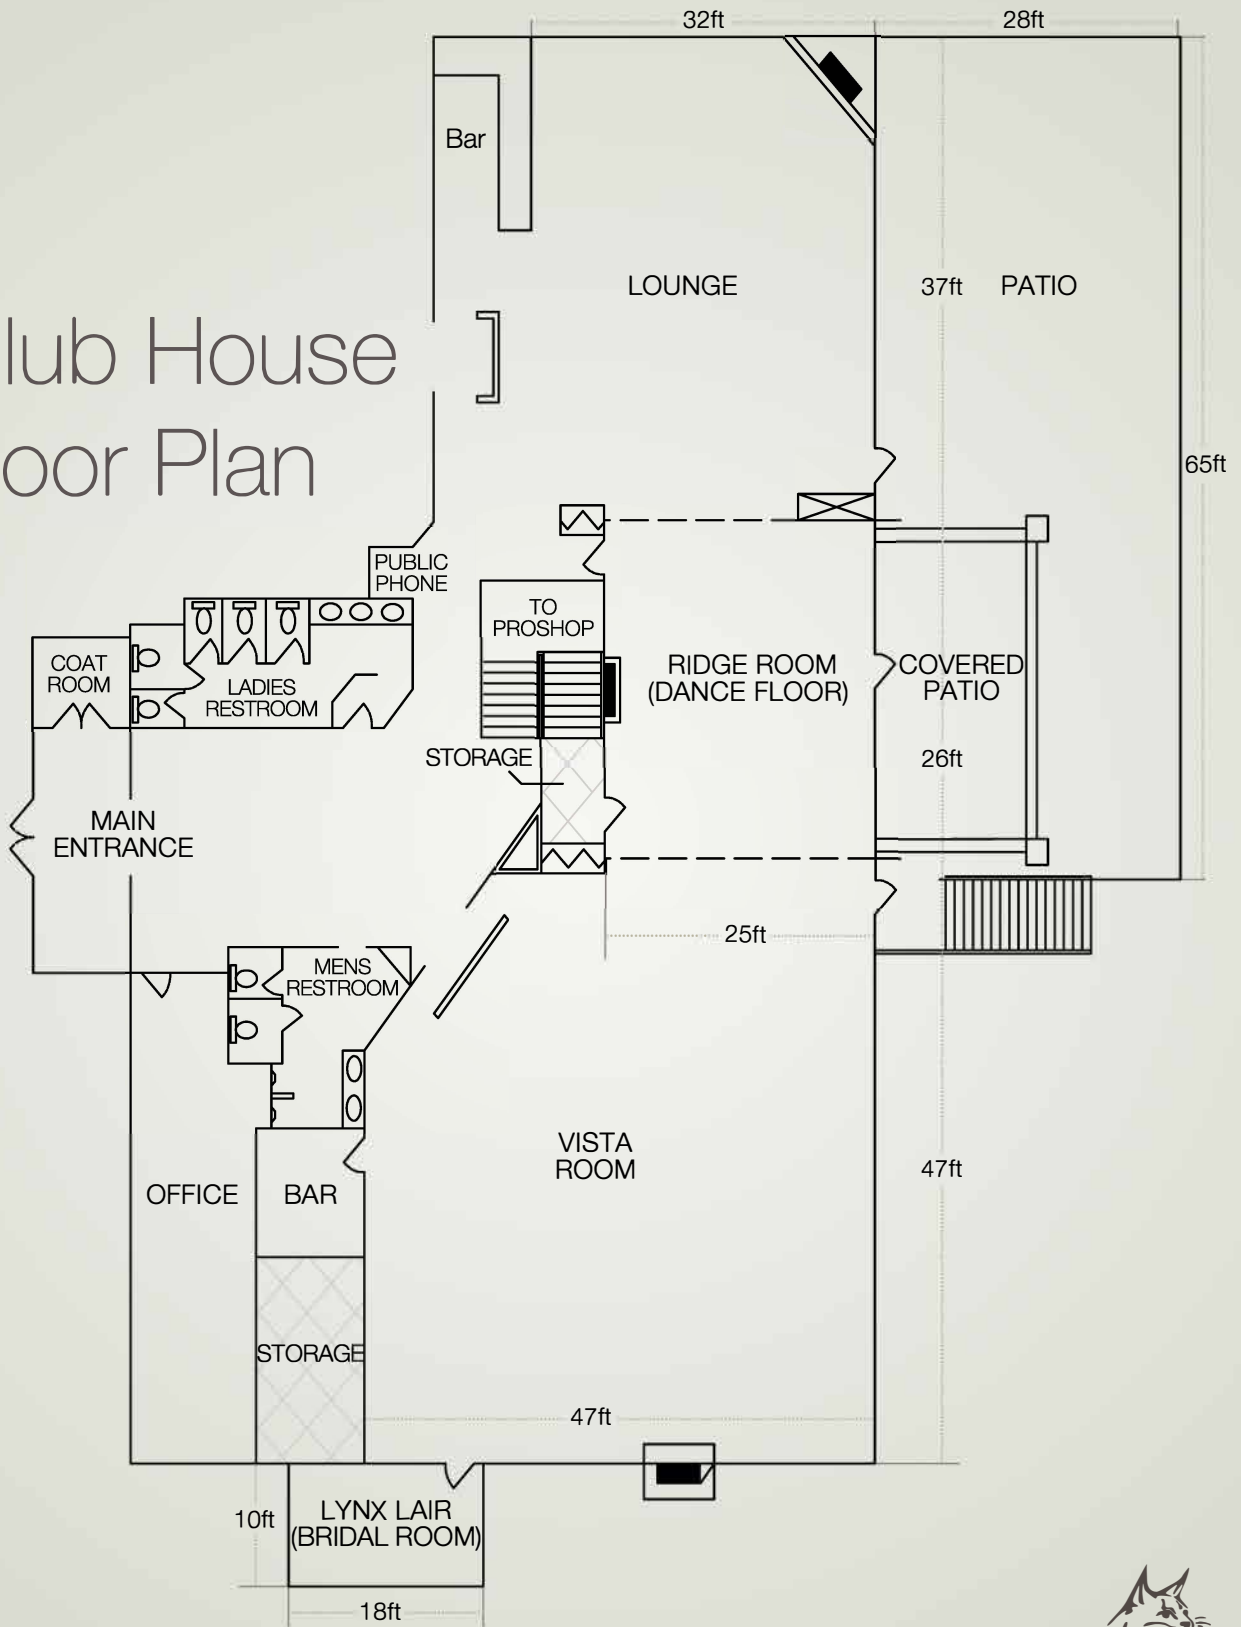 32ft
28ft
Bar
LOUNGE
37ft
PATIO
lub House
oor Plan
65ft
PUBLIC
PHONE
TO
PROSHOP
COAT
ROOM
LADIES
RESTROOM
RIDGE ROOM
(DANCE FLOOR)
COVERED
PATIO
STORAGE
26ft
MAIN
ENTRANCE
25ft
MENS
RESTROOM
VISTA
ROOM
47ft
OFFICE
BAR
STORAGE
47ft
10ft
LYNX LAIR
(BRIDAL ROOM)
18ft